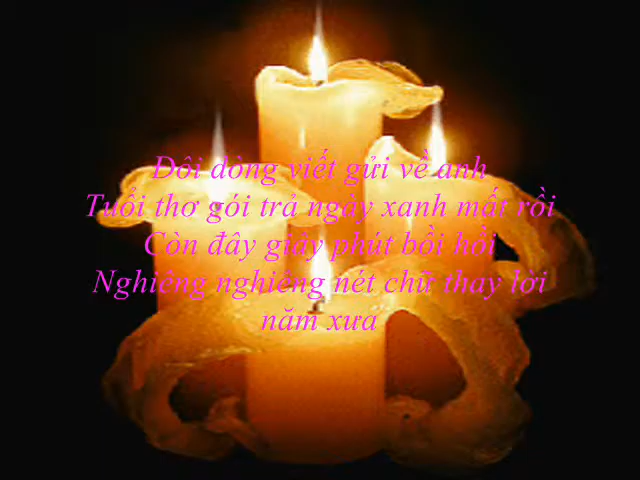 Đôi dòng viết gửi về anh
Tuổi thơ gói trả ngày xanh mất rồi
Còn đây giây phút bồi hồi
Nghiêng nghiêng nét chữ thay lời
năm xưa